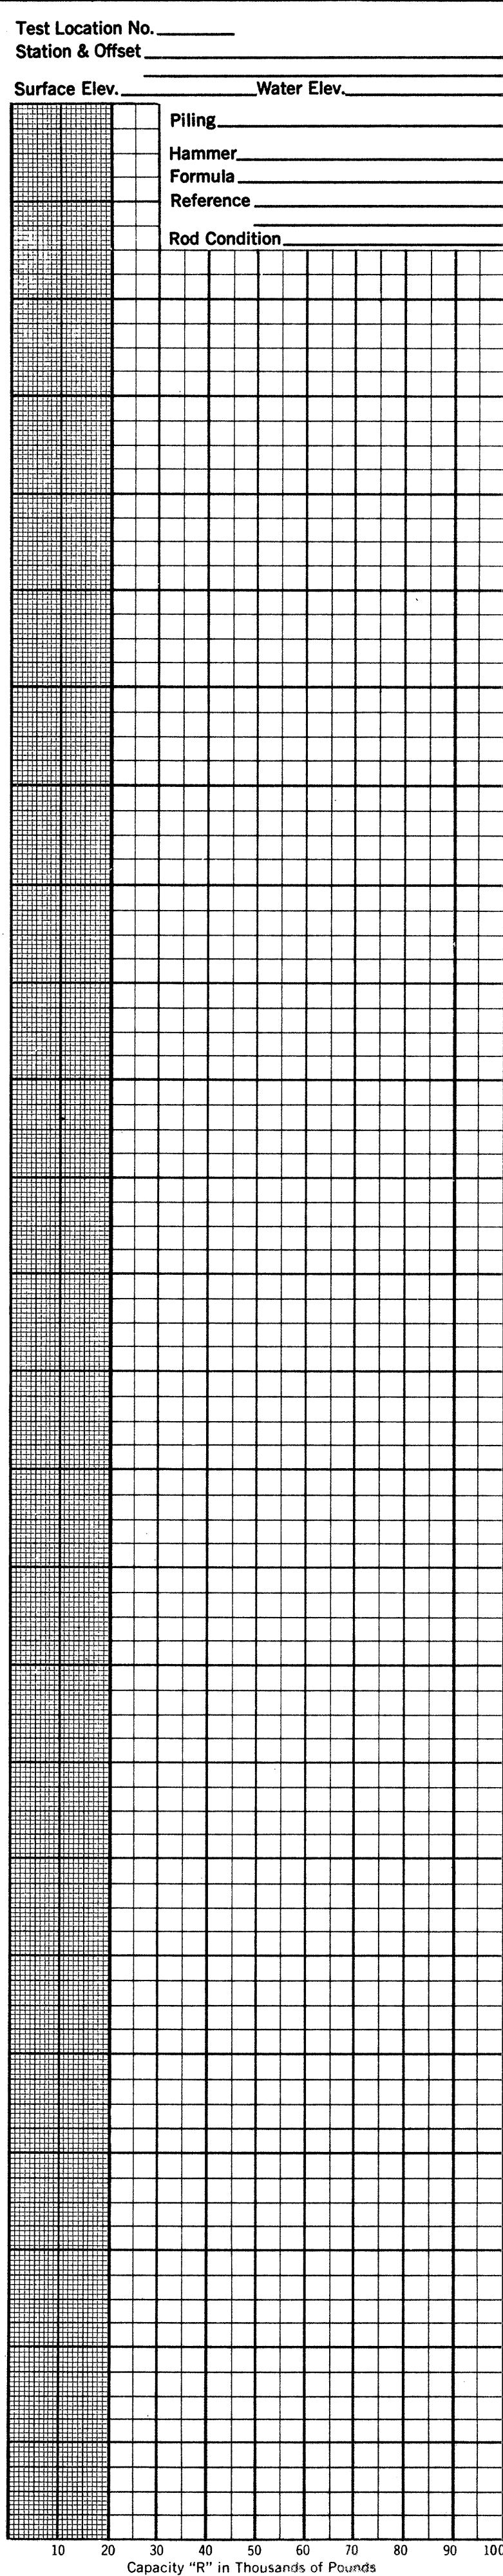 Test Location No.
Station & Offset
Surface Elev. Water Elev.
Piling
Hammer
Formula
Reference
Rod Condition
10 20 30 40 50 60 70 80 90 100
Capacity "R" in Thousands of Pounds